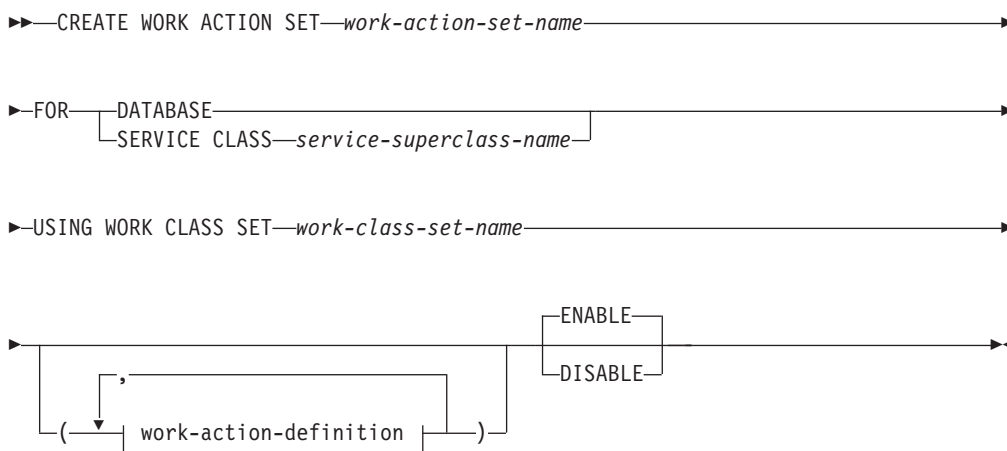 CREATE WORK ACTION SET work-action-set-name
FOR DATABASE
SERVICE CLASS service-superclass-name
USING WORK CLASS SET work-class-set-name
ENABLE
DISABLE
,
( work-action-definition )